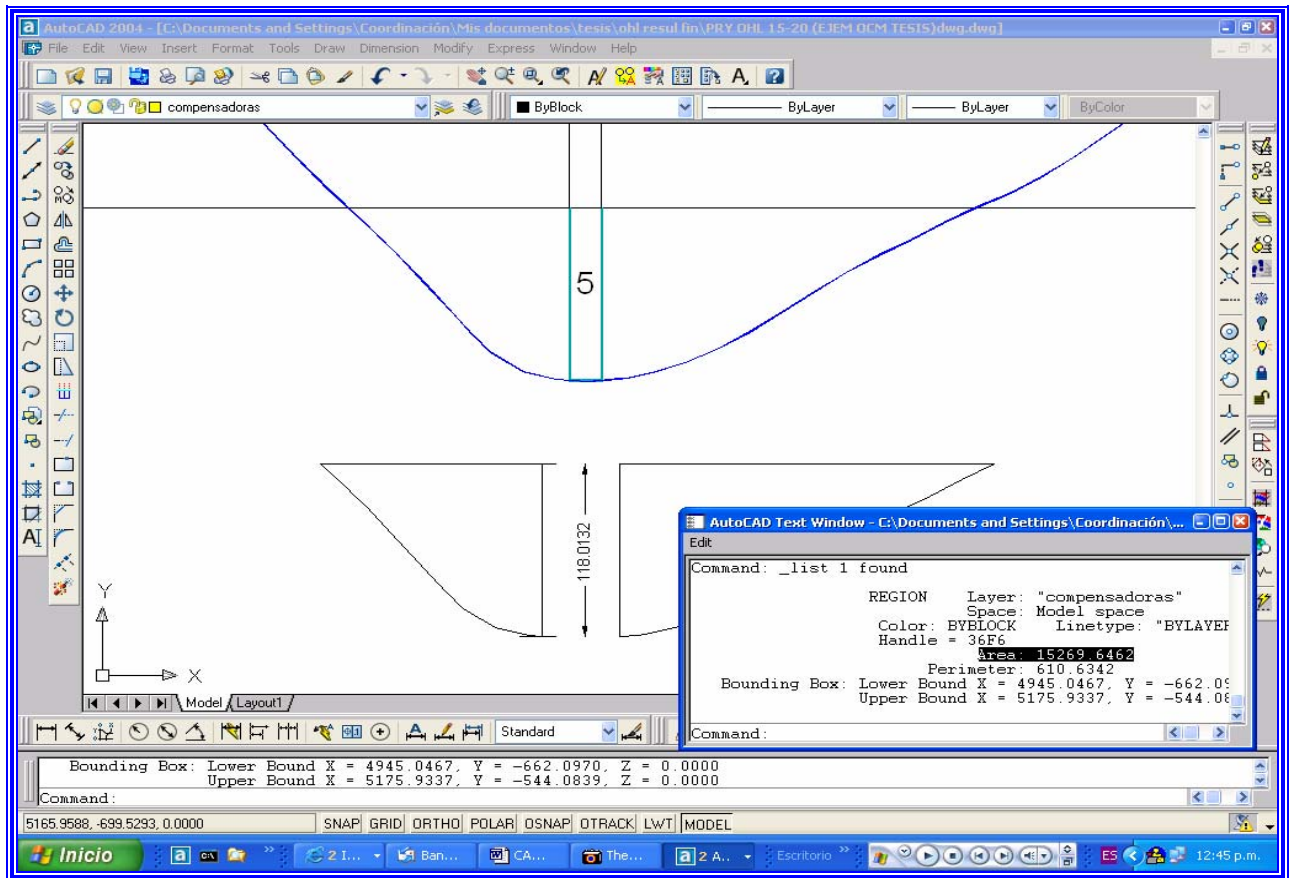 AutoCAD 2004 - [C:\Documents and Settings\Coordinación\Mis documentos\tesis\ohl resul fin\PRY OHL 15-20 (EJEM OCM TESIS)dwg.dwg]
File Edit View Insert Format Tools Draw Dimension Modify Express Window Help
compensadoras ByBlock ByLayer ByLayer ByColor
5
118.0132
Y
X
AutoCAD Text Window - C:\Documents and Settings\Coordinación\...
Edit
Command: _list 1 found
REGION Layer: "compensadoras"
Space: Model space
Color: BYBLOCK Linetype: "BYLAYER
Handle = 36F6
Area: 15269.6462
Perimeter: 610.6342
Bounding Box: Lower Bound X = 4945.0467, Y = -662.09
Upper Bound X = 5175.9337, Y = -544.08
Command:
Model Layout1
Standard
Bounding Box: Lower Bound X = 4945.0467, Y = -662.0970, Z = 0.0000
Upper Bound X = 5175.9337, Y = -544.0839, Z = 0.0000
Command:
5165.9588, -699.5293, 0.0000 SNAP GRID ORTHO POLAR OSNAP OTRACK LWT MODEL
Inicio 2 I... Ban... CA... The... 2 A.. Escritorio ES 12:45 p.m.